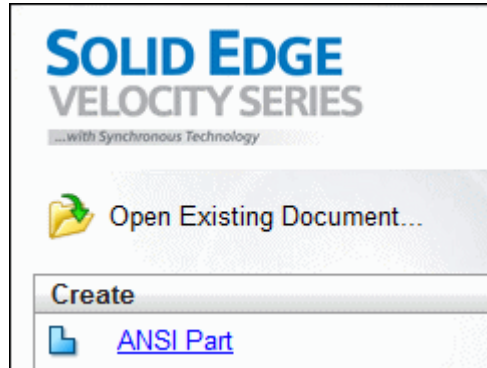 SOLID EDGE
VELOCITY SERIES
...with Synchronous Technology
Open Existing Document...
Create
ANSI Part